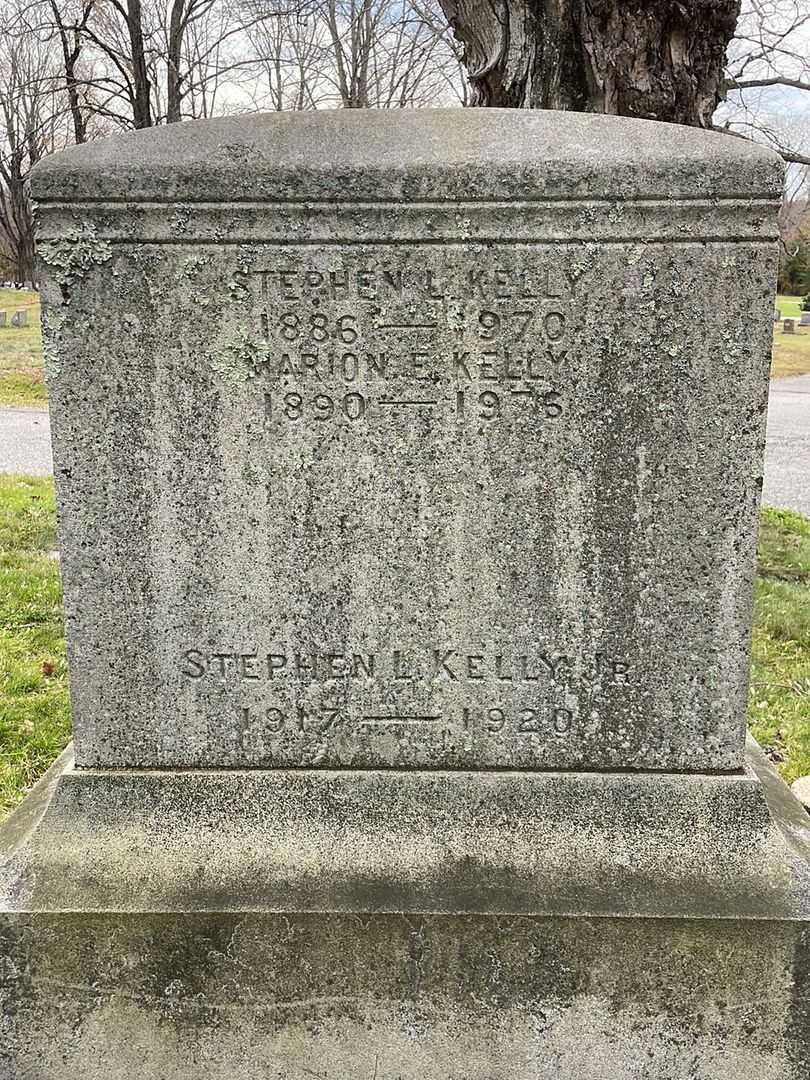 STEPHEN L. KELLY
1886 — 1970
MARION E. KELLY
1890 — 1976
STEPHEN L. KELLY JR.
1917 — 1920